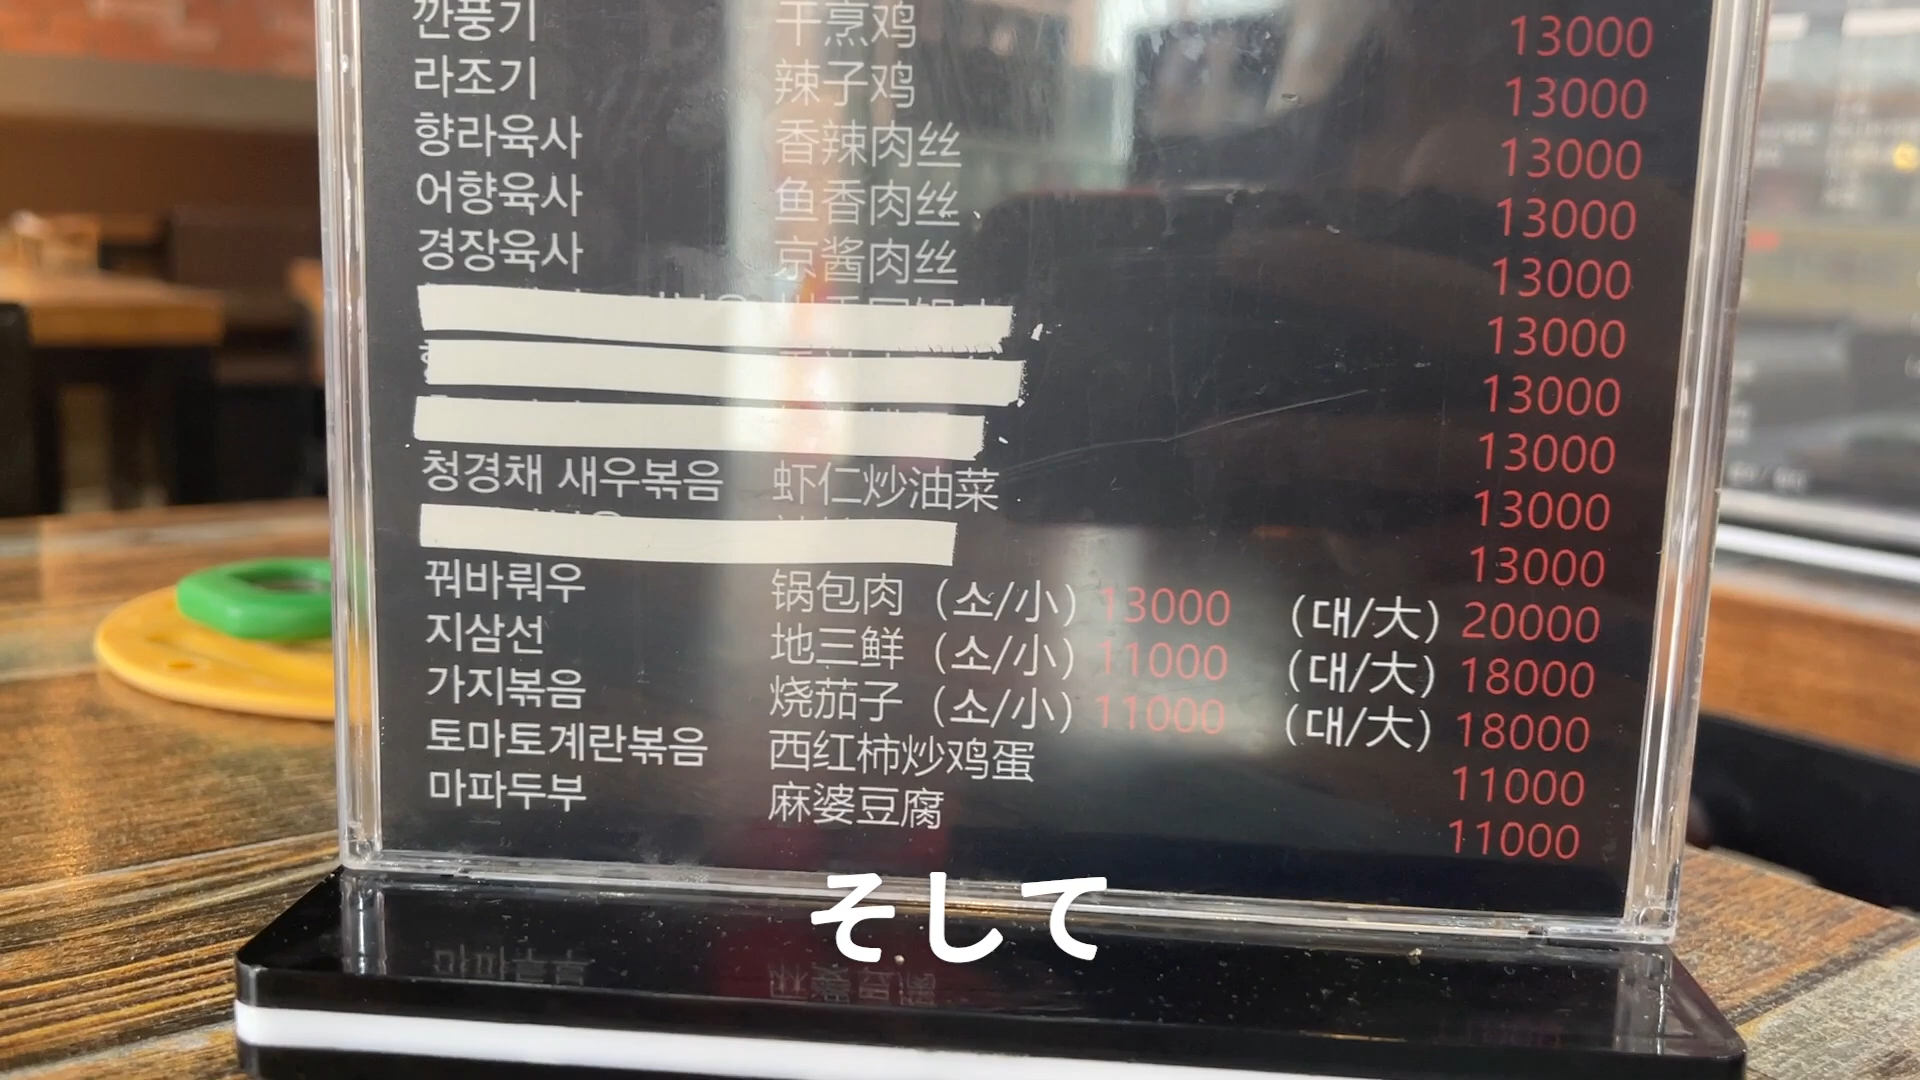 깐풍기 干烹鸡 13000
라조기 辣子鸡 13000
향라육사 香辣肉丝 13000
어향육사 鱼香肉丝 13000
경장육사 京酱肉丝 13000
13000
13000
13000
청경채 새우볶음 虾仁炒油菜 13000
13000
꿔바뤄우 锅包肉 (소/小) 13000 (대/大) 20000
지삼선 地三鲜 (소/小) 11000 (대/大) 18000
가지볶음 烧茄子 (소/小) 11000 (대/大) 18000
토마토계란볶음 西红柿炒鸡蛋 11000
마파두부 麻婆豆腐 11000
そして